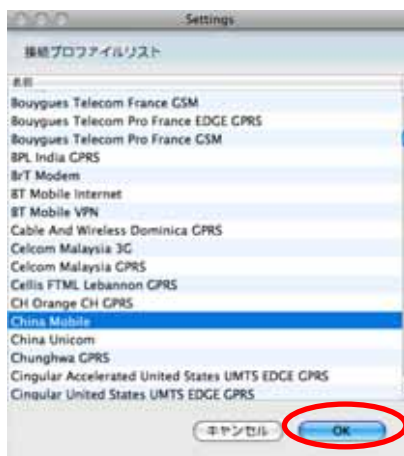 Settings
接続プロファイルリスト
名前
Bouygues Telecom France GSM
Bouygues Telecom Pro France EDGE GPRS
Bouygues Telecom Pro France GSM
BPL India GPRS
BrT Modem
BT Mobile Internet
BT Mobile VPN
Cable And Wireless Dominica GPRS
Celcom Malaysia 3G
Celcom Malaysia GPRS
Cellis FTML Lebannon GPRS
CH Orange CH GPRS
China Mobile
China Unicom
Chunghwa GPRS
Cingular Accelerated United States UMTS EDGE GPRS
Cingular United States UMTS EDGE GPRS
キャンセル OK